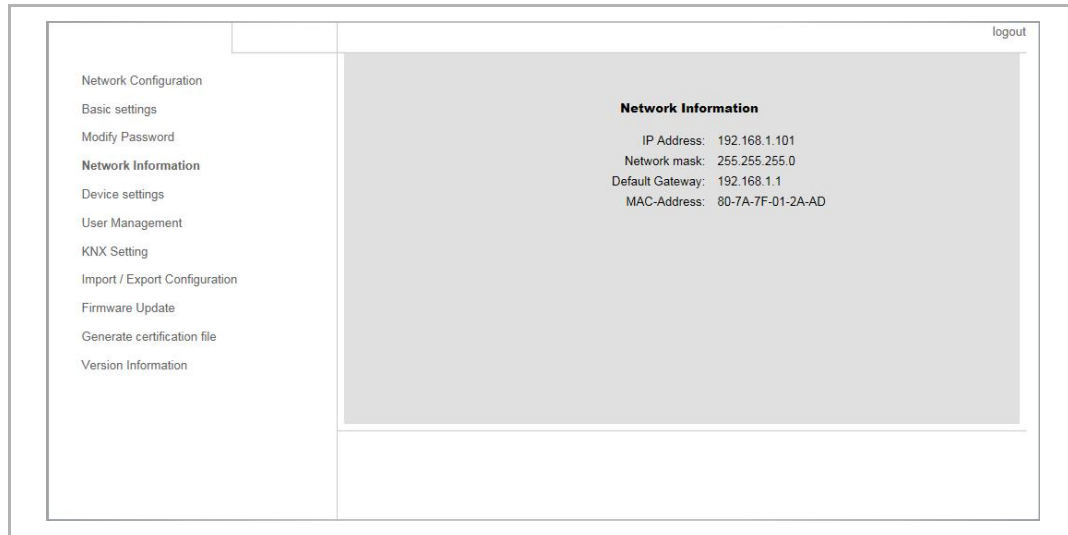 logout
Network Configuration
Basic settings
Modify Password
Network Information
Device settings
User Management
KNX Setting
Import / Export Configuration
Firmware Update
Generate certification file
Version Information
Network Information
IP Address: 192.168.1.101
Network mask: 255.255.255.0
Default Gateway: 192.168.1.1
MAC-Address: 80-7A-7F-01-2A-AD